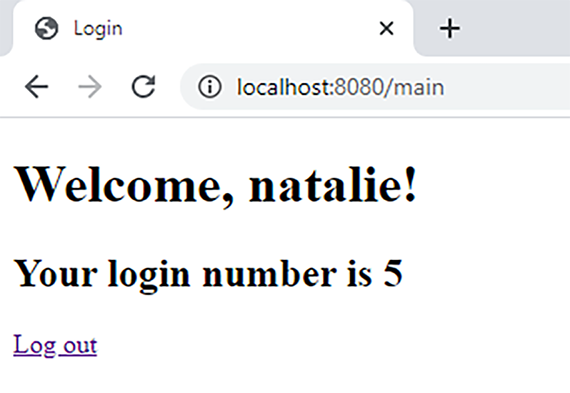 Login
localhost:8080/main
Welcome, natalie!
Your login number is 5
Log out